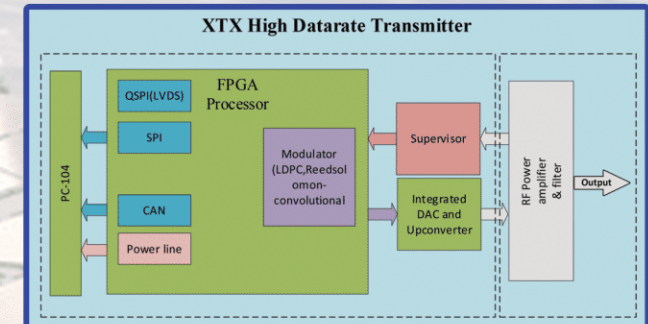 XTX High Datarate Transmitter
PC-104
QSPI(LVDS)
SPI
CAN
Power line
FPGA
Processor
Modulator
(LDPC,Reedsol
omon-
convolutional
Supervisor
Integrated
DAC and
Upconverter
RF Power
amplifier
& filter
Output